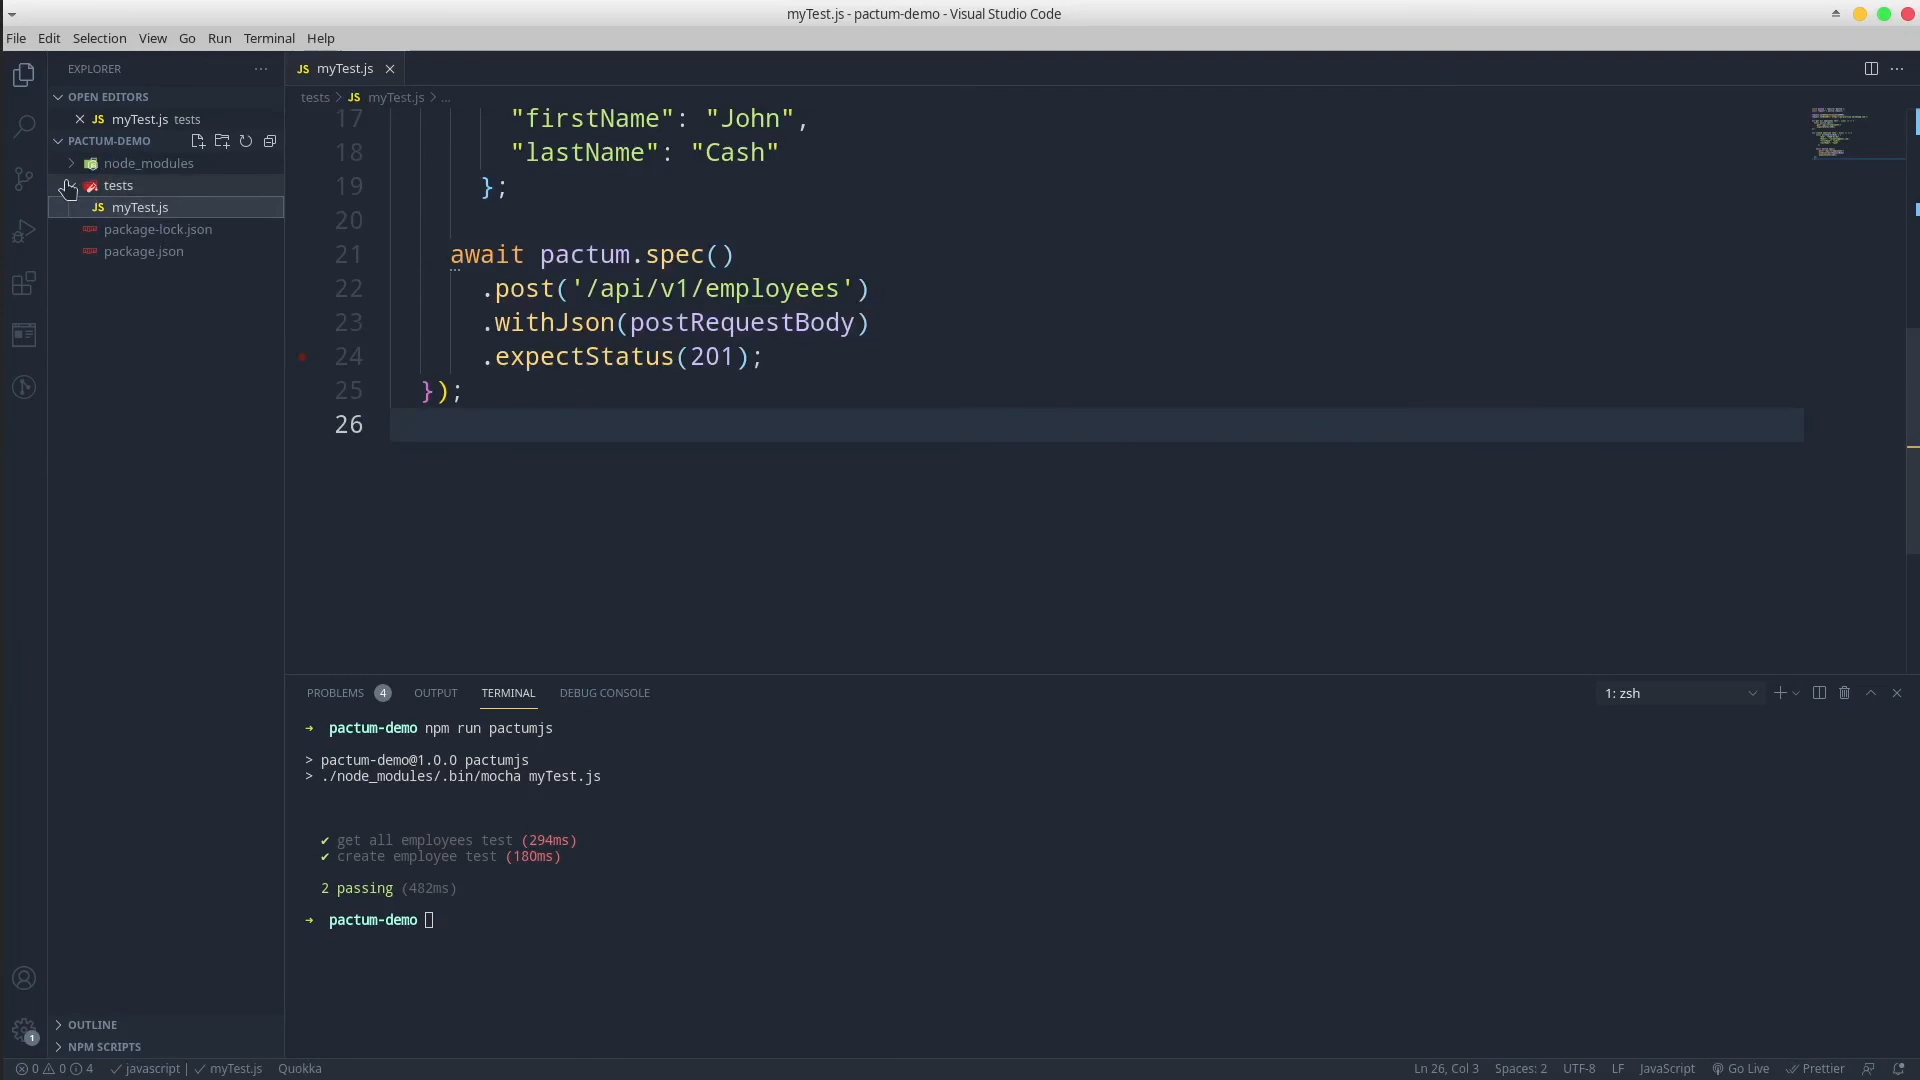 myTest.js - pactum-demo - Visual Studio Code
File Edit Selection View Go Run Terminal Help
EXPLORER
OPEN EDITORS
JS myTest.js tests
PACTUM-DEMO
node_modules
tests
JS myTest.js
package-lock.json
package.json
OUTLINE
NPM SCRIPTS
JS myTest.js
tests > JS myTest.js > ...
17 "firstName": "John",
18 "lastName": "Cash"
19 };
20
21 await pactum.spec()
22 .post('/api/v1/employees')
23 .withJson(postRequestBody)
24 .expectStatus(201);
25 });
26
PROBLEMS 4 OUTPUT TERMINAL DEBUG CONSOLE 1: zsh
→ pactum-demo npm run pactumjs
> pactum-demo@1.0.0 pactumjs
> ./node_modules/.bin/mocha myTest.js
✔ get all employees test (294ms)
✔ create employee test (180ms)
2 passing (482ms)
→ pactum-demo
1
0 0 4 javascript | myTest.js Quokka Ln 26, Col 3 Spaces: 2 UTF-8 LF JavaScript Go Live Prettier